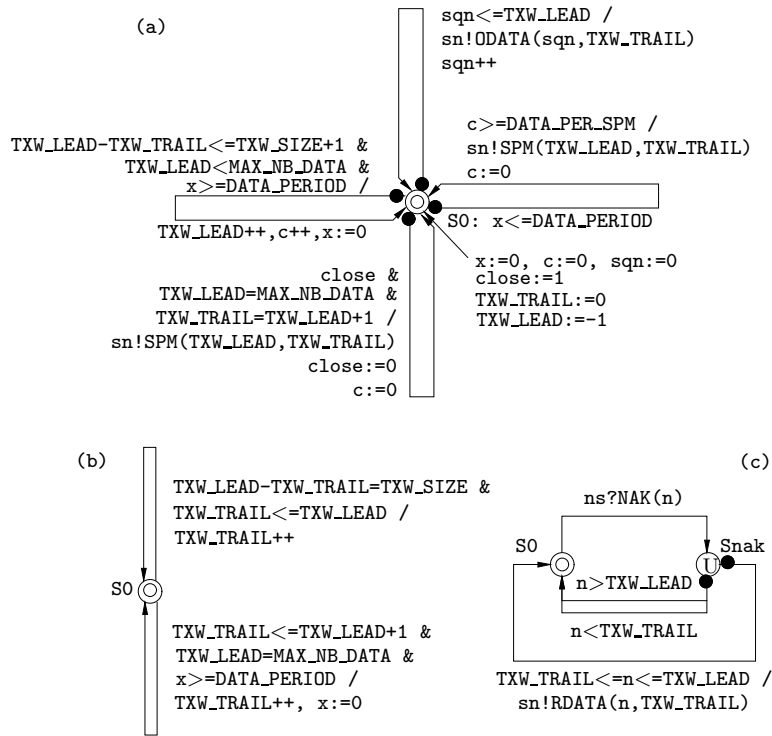 (a)
sqn<=TXW_LEAD /
sn!ODATA(sqn,TXW_TRAIL)
sqn++
c>=DATA_PER_SPM /
sn!SPM(TXW_LEAD,TXW_TRAIL)
c:=0
TXW_LEAD-TXW_TRAIL<=TXW_SIZE+1 &
TXW_LEAD<MAX_NB_DATA &
x>=DATA_PERIOD /
TXW_LEAD++,c++,x:=0
S0: x<=DATA_PERIOD
x:=0, c:=0, sqn:=0
close:=1
TXW_TRAIL:=0
TXW_LEAD:=-1
close &
TXW_LEAD=MAX_NB_DATA &
TXW_TRAIL=TXW_LEAD+1 /
sn!SPM(TXW_LEAD,TXW_TRAIL)
close:=0
c:=0
(b)
TXW_LEAD-TXW_TRAIL=TXW_SIZE &
TXW_TRAIL<=TXW_LEAD /
TXW_TRAIL++
S0
TXW_TRAIL<=TXW_LEAD+1 &
TXW_LEAD=MAX_NB_DATA &
x>=DATA_PERIOD /
TXW_TRAIL++, x:=0
(c)
ns?NAK(n)
S0
Snak
U
n>TXW_LEAD
n<TXW_TRAIL
TXW_TRAIL<=n<=TXW_LEAD /
sn!RDATA(n,TXW_TRAIL)